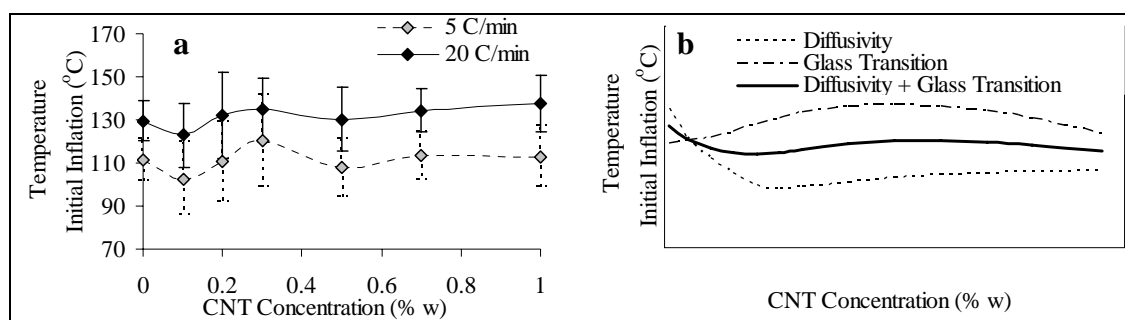 a
5 C/min
20 C/min
Temperature
Initial Inflation (°C)
170
150
130
110
90
70
0
0.2
0.4
0.6
0.8
1
CNT Concentration (% w)
b
Diffusivity
Glass Transition
Diffusivity + Glass Transition
Temperature
Initial Inflation (°C)
CNT Concentration (% w)